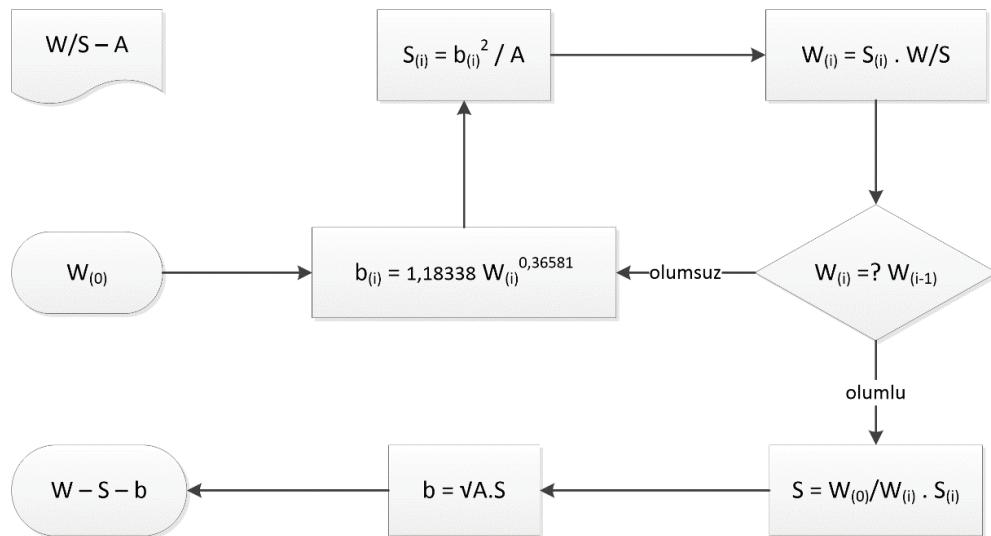 W/S – A
S(i) = b(i)² / A
W(i) = S(i) . W/S
W(0)
b(i) = 1,18338 W(i)^0,36581
olumsuz
W(i) =? W(i-1)
olumlu
W – S – b
b = √A.S
S = W(0)/W(i) . S(i)